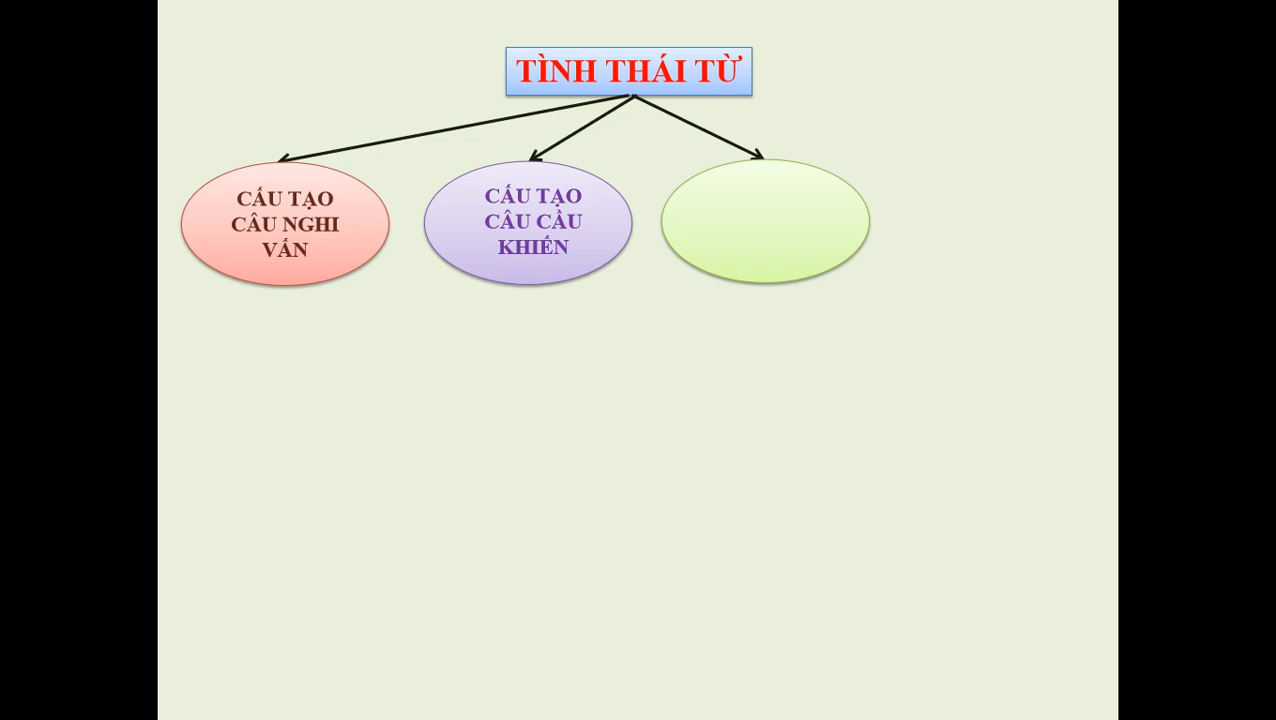 TÌNH THÁI TỪ
CẤU TẠO
CÂU NGHI
VẤN
CẤU TẠO
CÂU CẦU
KHIẾN